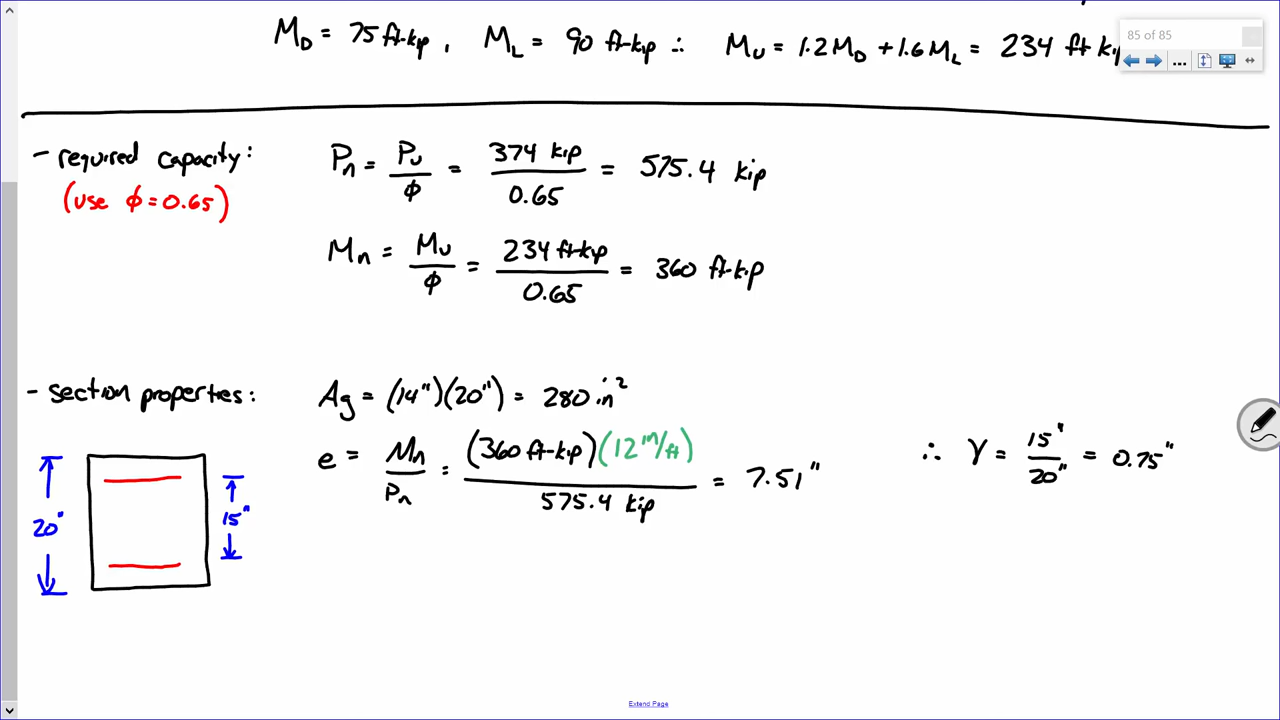 M_D = 75 ft-kip, M_L = 90 ft-kip ∴ M_U = 1.2M_D + 1.6M_L = 234 ft kip
85 of 85
- required capacity: P_n = P_U/ϕ = 374 kip/0.65 = 575.4 kip
(use ϕ = 0.65)
M_n = M_U/ϕ = 234 ft-kip/0.65 = 360 ft-kip
- section properties: Ag = (14")(20") = 280 in²
e = M_n/P_n = (360 ft-kip)(12 in/ft)/575.4 kip = 7.51"
∴ γ = 15"/20" = 0.75"
20"
15"
Extend Page